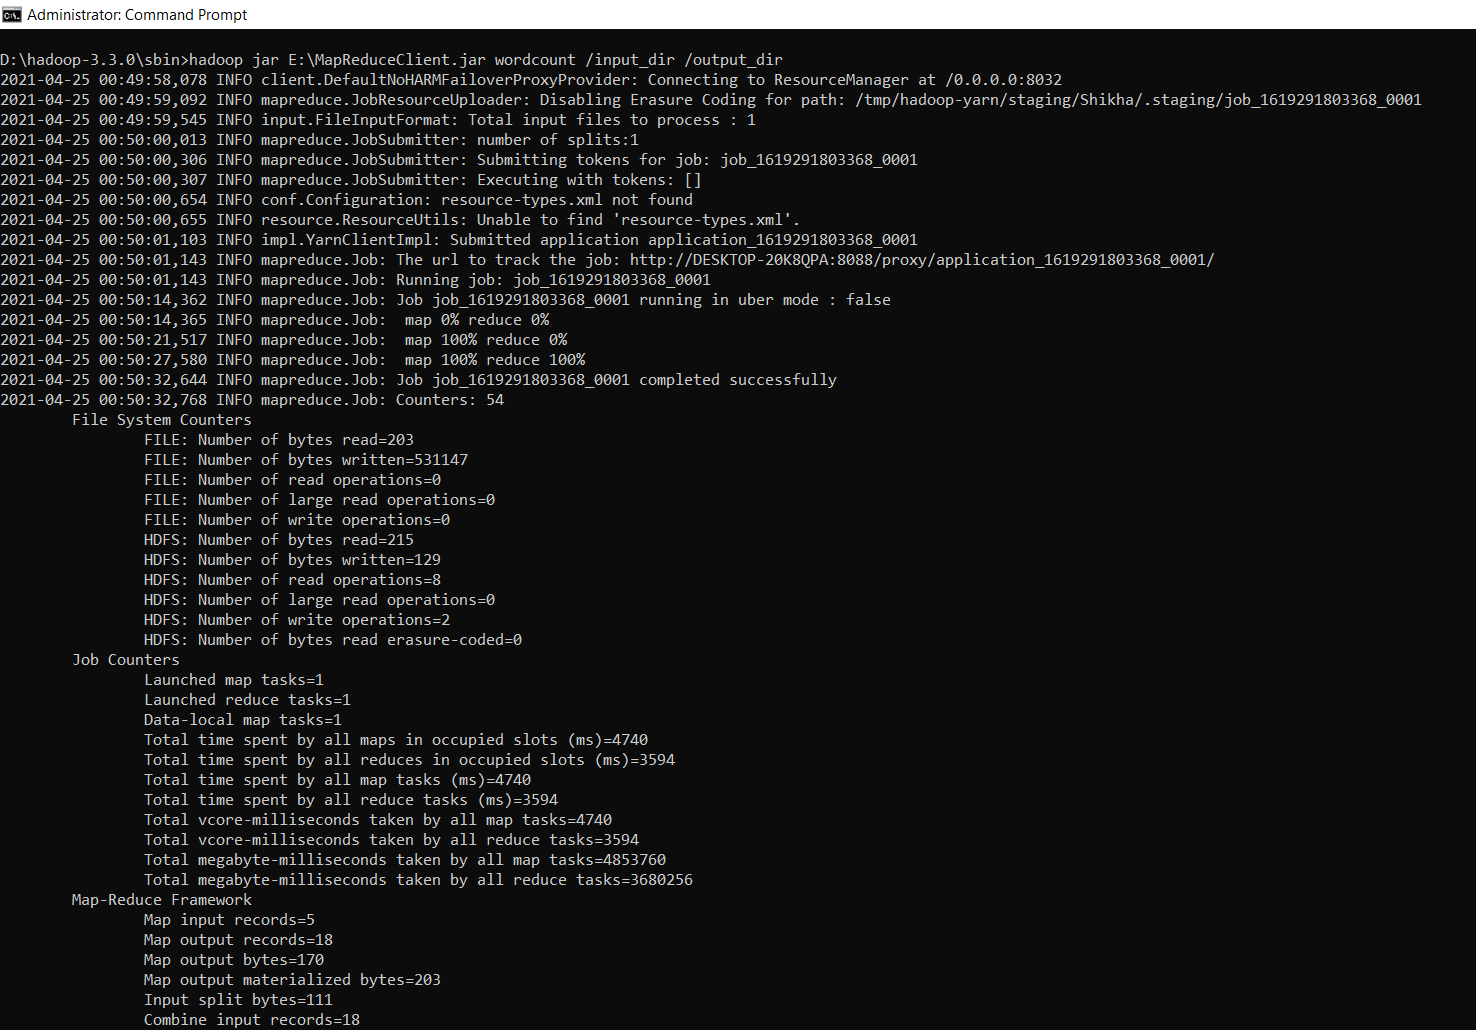 Administrator: Command Prompt
D:\hadoop-3.3.0\sbin>hadoop jar E:\MapReduceClient.jar wordcount /input_dir /output_dir
2021-04-25 00:49:58,078 INFO client.DefaultNoHARMFailoverProxyProvider: Connecting to ResourceManager at /0.0.0.0:8032
2021-04-25 00:49:59,092 INFO mapreduce.JobResourceUploader: Disabling Erasure Coding for path: /tmp/hadoop-yarn/staging/Shikha/.staging/job_1619291803368_0001
2021-04-25 00:49:59,545 INFO input.FileInputFormat: Total input files to process : 1
2021-04-25 00:50:00,013 INFO mapreduce.JobSubmitter: number of splits:1
2021-04-25 00:50:00,306 INFO mapreduce.JobSubmitter: Submitting tokens for job: job_1619291803368_0001
2021-04-25 00:50:00,307 INFO mapreduce.JobSubmitter: Executing with tokens: []
2021-04-25 00:50:00,654 INFO conf.Configuration: resource-types.xml not found
2021-04-25 00:50:00,655 INFO resource.ResourceUtils: Unable to find 'resource-types.xml'.
2021-04-25 00:50:01,103 INFO impl.YarnClientImpl: Submitted application application_1619291803368_0001
2021-04-25 00:50:01,143 INFO mapreduce.Job: The url to track the job: http://DESKTOP-20K8QPA:8088/proxy/application_1619291803368_0001/
2021-04-25 00:50:01,143 INFO mapreduce.Job: Running job: job_1619291803368_0001
2021-04-25 00:50:14,362 INFO mapreduce.Job: Job job_1619291803368_0001 running in uber mode : false
2021-04-25 00:50:14,365 INFO mapreduce.Job:  map 0% reduce 0%
2021-04-25 00:50:21,517 INFO mapreduce.Job:  map 100% reduce 0%
2021-04-25 00:50:27,580 INFO mapreduce.Job:  map 100% reduce 100%
2021-04-25 00:50:32,644 INFO mapreduce.Job: Job job_1619291803368_0001 completed successfully
2021-04-25 00:50:32,768 INFO mapreduce.Job: Counters: 54
File System Counters
FILE: Number of bytes read=203
FILE: Number of bytes written=531147
FILE: Number of read operations=0
FILE: Number of large read operations=0
FILE: Number of write operations=0
HDFS: Number of bytes read=215
HDFS: Number of bytes written=129
HDFS: Number of read operations=8
HDFS: Number of large read operations=0
HDFS: Number of write operations=2
HDFS: Number of bytes read erasure-coded=0
Job Counters
Launched map tasks=1
Launched reduce tasks=1
Data-local map tasks=1
Total time spent by all maps in occupied slots (ms)=4740
Total time spent by all reduces in occupied slots (ms)=3594
Total time spent by all map tasks (ms)=4740
Total time spent by all reduce tasks (ms)=3594
Total vcore-milliseconds taken by all map tasks=4740
Total vcore-milliseconds taken by all reduce tasks=3594
Total megabyte-milliseconds taken by all map tasks=4853760
Total megabyte-milliseconds taken by all reduce tasks=3680256
Map-Reduce Framework
Map input records=5
Map output records=18
Map output bytes=170
Map output materialized bytes=203
Input split bytes=111
Combine input records=18